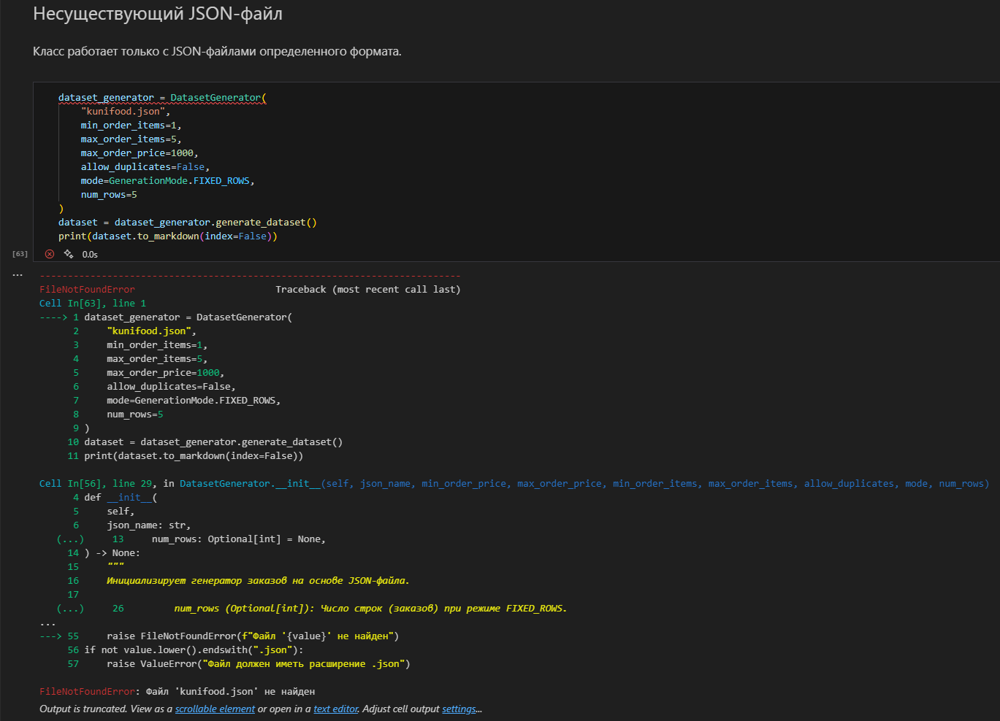 Несуществующий JSON-файл
Класс работает только с JSON-файлами определенного формата.
dataset_generator = DatasetGenerator(
    "kunifood.json",
    min_order_items=1,
    max_order_items=5,
    max_order_price=1000,
    allow_duplicates=False,
    mode=GenerationMode.FIXED_ROWS,
    num_rows=5
)
dataset = dataset_generator.generate_dataset()
print(dataset.to_markdown(index=False))
[63] 0.0s
...
---------------------------------------------------------------------------
FileNotFoundError                         Traceback (most recent call last)
Cell In[63], line 1
----> 1 dataset_generator = DatasetGenerator(
      2     "kunifood.json",
      3     min_order_items=1,
      4     max_order_items=5,
      5     max_order_price=1000,
      6     allow_duplicates=False,
      7     mode=GenerationMode.FIXED_ROWS,
      8     num_rows=5
      9 )
     10 dataset = dataset_generator.generate_dataset()
     11 print(dataset.to_markdown(index=False))
Cell In[56], line 29, in DatasetGenerator.__init__(self, json_name, min_order_price, max_order_price, min_order_items, max_order_items, allow_duplicates, mode, num_rows)
      4 def __init__(
      5     self,
      6     json_name: str,
   (...)     13     num_rows: Optional[int] = None,
     14 ) -> None:
     15     """
     16     Инициализирует генератор заказов на основе JSON-файла.
     17
   (...)     26         num_rows (Optional[int]): Число строк (заказов) при режиме FIXED_ROWS.
...
---> 55     raise FileNotFoundError(f"Файл '{value}' не найден")
     56 if not value.lower().endswith(".json"):
     57     raise ValueError("Файл должен иметь расширение .json")
FileNotFoundError: Файл 'kunifood.json' не найден
Output is truncated. View as a scrollable element or open in a text editor. Adjust cell output settings...